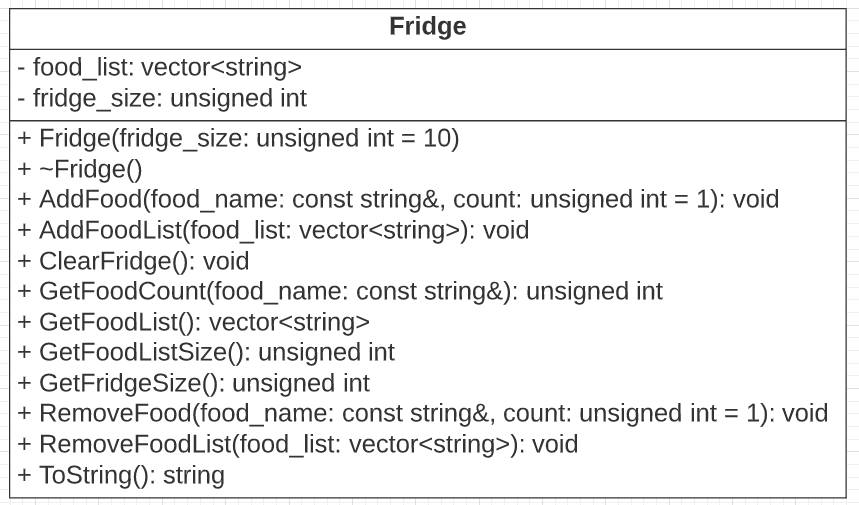 Fridge
- food_list: vector<string>
- fridge_size: unsigned int
+ Fridge(fridge_size: unsigned int = 10)
+ ~Fridge()
+ AddFood(food_name: const string&, count: unsigned int = 1): void
+ AddFoodList(food_list: vector<string>): void
+ ClearFridge(): void
+ GetFoodCount(food_name: const string&): unsigned int
+ GetFoodList(): vector<string>
+ GetFoodListSize(): unsigned int
+ GetFridgeSize(): unsigned int
+ RemoveFood(food_name: const string&, count: unsigned int = 1): void
+ RemoveFoodList(food_list: vector<string>): void
+ ToString(): string